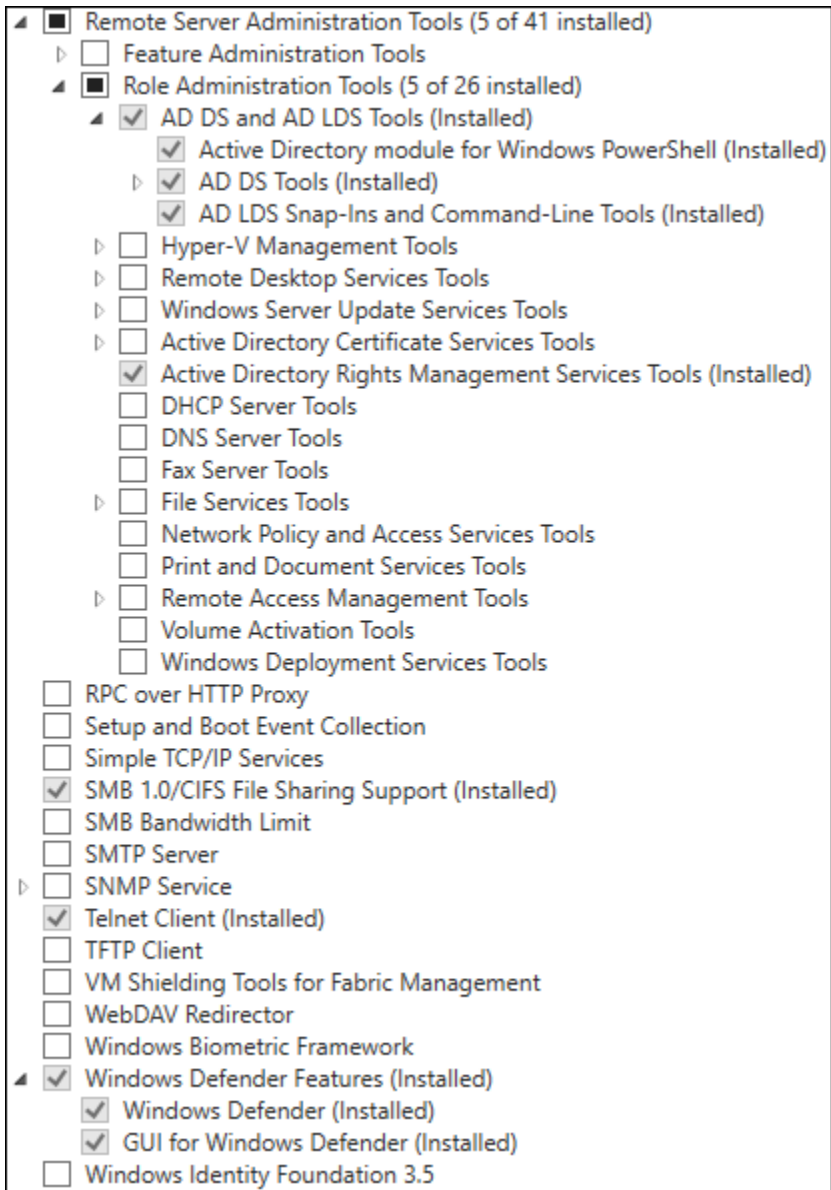 Remote Server Administration Tools (5 of 41 installed)
Feature Administration Tools
Role Administration Tools (5 of 26 installed)
AD DS and AD LDS Tools (Installed)
Active Directory module for Windows PowerShell (Installed)
AD DS Tools (Installed)
AD LDS Snap-Ins and Command-Line Tools (Installed)
Hyper-V Management Tools
Remote Desktop Services Tools
Windows Server Update Services Tools
Active Directory Certificate Services Tools
Active Directory Rights Management Services Tools (Installed)
DHCP Server Tools
DNS Server Tools
Fax Server Tools
File Services Tools
Network Policy and Access Services Tools
Print and Document Services Tools
Remote Access Management Tools
Volume Activation Tools
Windows Deployment Services Tools
RPC over HTTP Proxy
Setup and Boot Event Collection
Simple TCP/IP Services
SMB 1.0/CIFS File Sharing Support (Installed)
SMB Bandwidth Limit
SMTP Server
SNMP Service
Telnet Client (Installed)
TFTP Client
VM Shielding Tools for Fabric Management
WebDAV Redirector
Windows Biometric Framework
Windows Defender Features (Installed)
Windows Defender (Installed)
GUI for Windows Defender (Installed)
Windows Identity Foundation 3.5